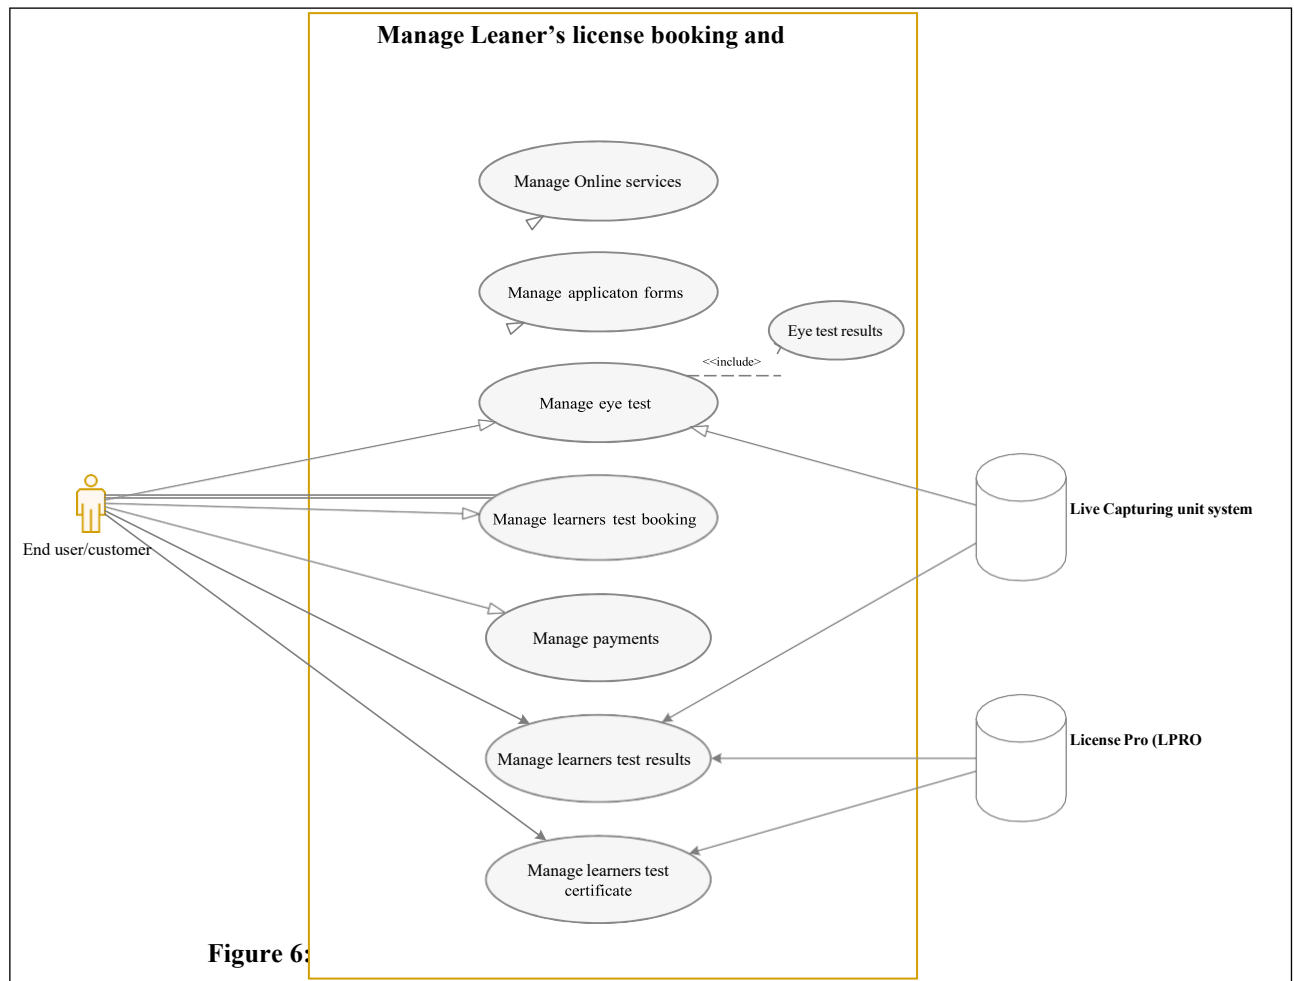 Manage Leaner’s license booking and
Manage Online services
Manage applicaton forms
Eye test results
<<include>
Manage eye test
Live Capturing unit system
Manage learners test booking
End user/customer
Manage payments
License Pro (LPRO
Manage learners test results
Manage learners test
certificate
Figure 6: